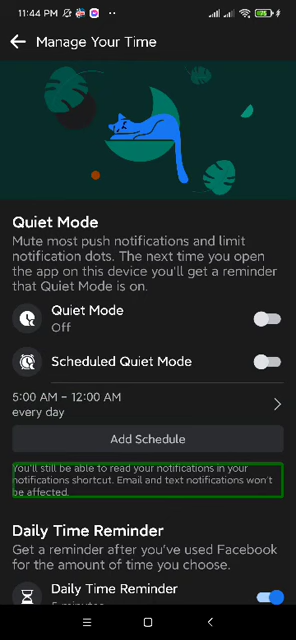 11:44 PM
Manage Your Time
Quiet Mode
Mute most push notifications and limit
notification dots. The next time you open
the app on this device you'll get a reminder
that Quiet Mode is on.
Quiet Mode
Off
Scheduled Quiet Mode
5:00 AM – 12:00 AM
every day
Add Schedule
You'll still be able to read your notifications in your
notifications shortcut. Email and text notifications won't
be affected.
Daily Time Reminder
Get a reminder after you've used Facebook
for the amount of time you choose.
Daily Time Reminder
5 minutes